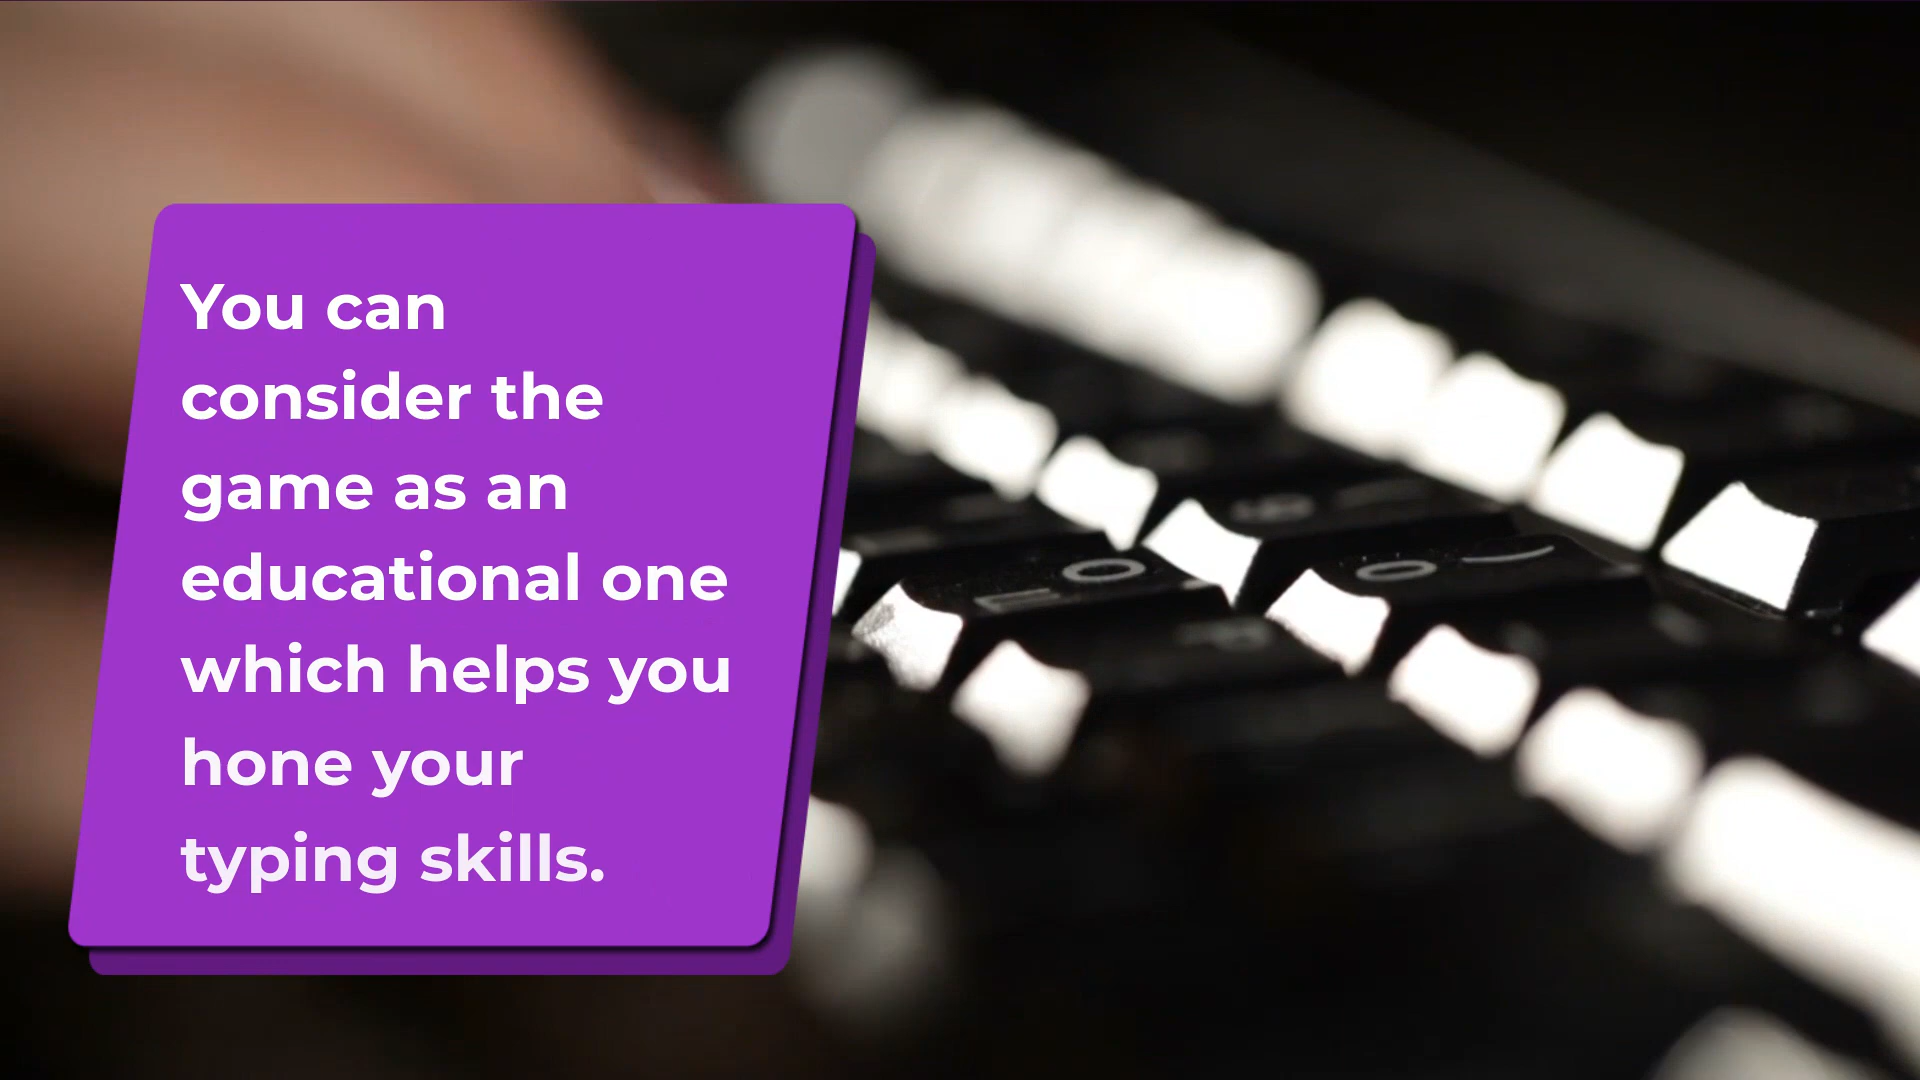 You can
consider the
game as an
educational one
which helps you
hone your
typing skills.